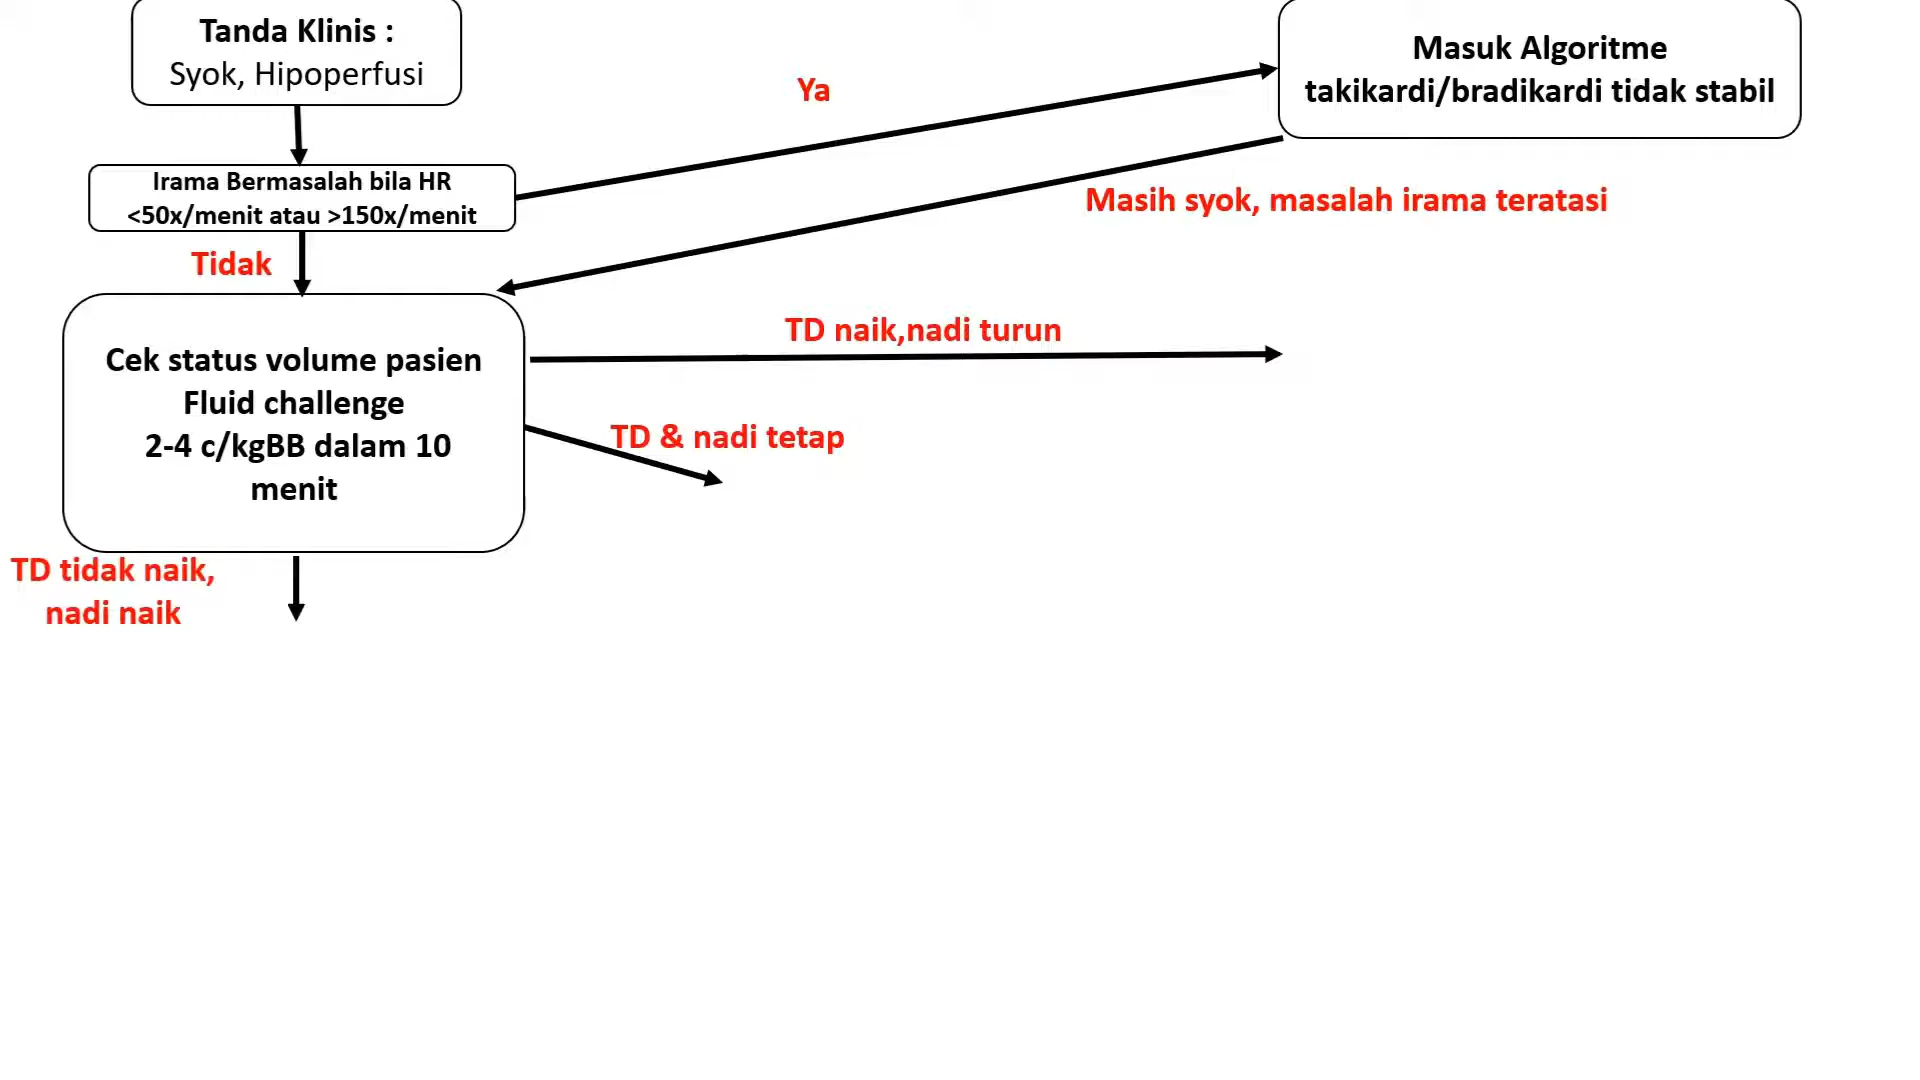 Tanda Klinis :
Syok, Hipoperfusi
Masuk Algoritme
takikardi/bradikardi tidak stabil
Ya
Irama Bermasalah bila HR
<50x/menit atau >150x/menit
Masih syok, masalah irama teratasi
Tidak
TD naik,nadi turun
Cek status volume pasien
Fluid challenge
2-4 c/kgBB dalam 10
menit
TD & nadi tetap
TD tidak naik,
nadi naik